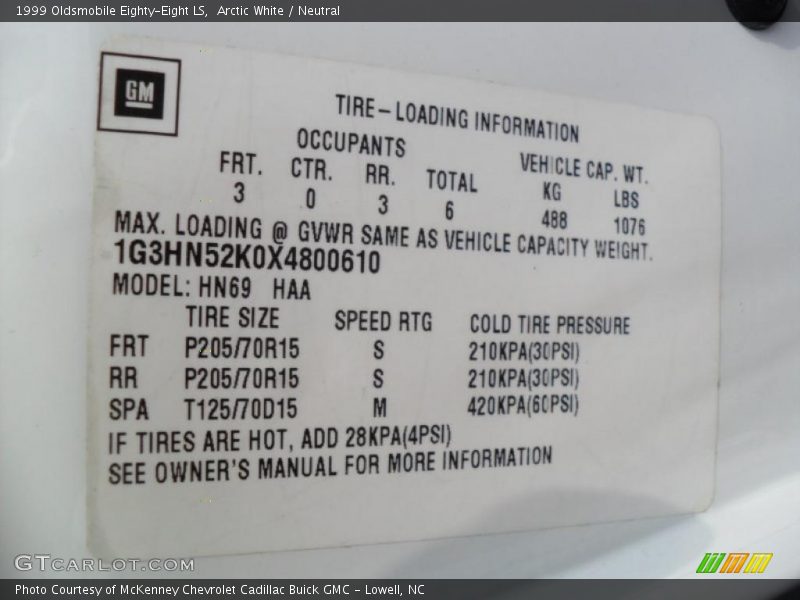 1999 Oldsmobile Eighty-Eight LS,  Arctic White / Neutral
GM
TIRE-LOADING INFORMATION
OCCUPANTS VEHICLE CAP. WT.
FRT. CTR. RR. TOTAL KG LBS
3 0 3 6 488 1076
MAX. LOADING @ GVWR SAME AS VEHICLE CAPACITY WEIGHT.
1G3HN52K0X4800610
MODEL: HN69 HAA
TIRE SIZE SPEED RTG COLD TIRE PRESSURE
FRT P205/70R15 S 210KPA(30PSI)
RR P205/70R15 S 210KPA(30PSI)
SPA T125/70D15 M 420KPA(60PSI)
IF TIRES ARE HOT, ADD 28KPA(4PSI)
SEE OWNER'S MANUAL FOR MORE INFORMATION
GTCARLOT.COM
Photo Courtesy of McKenney Chevrolet Cadillac Buick GMC - Lowell, NC